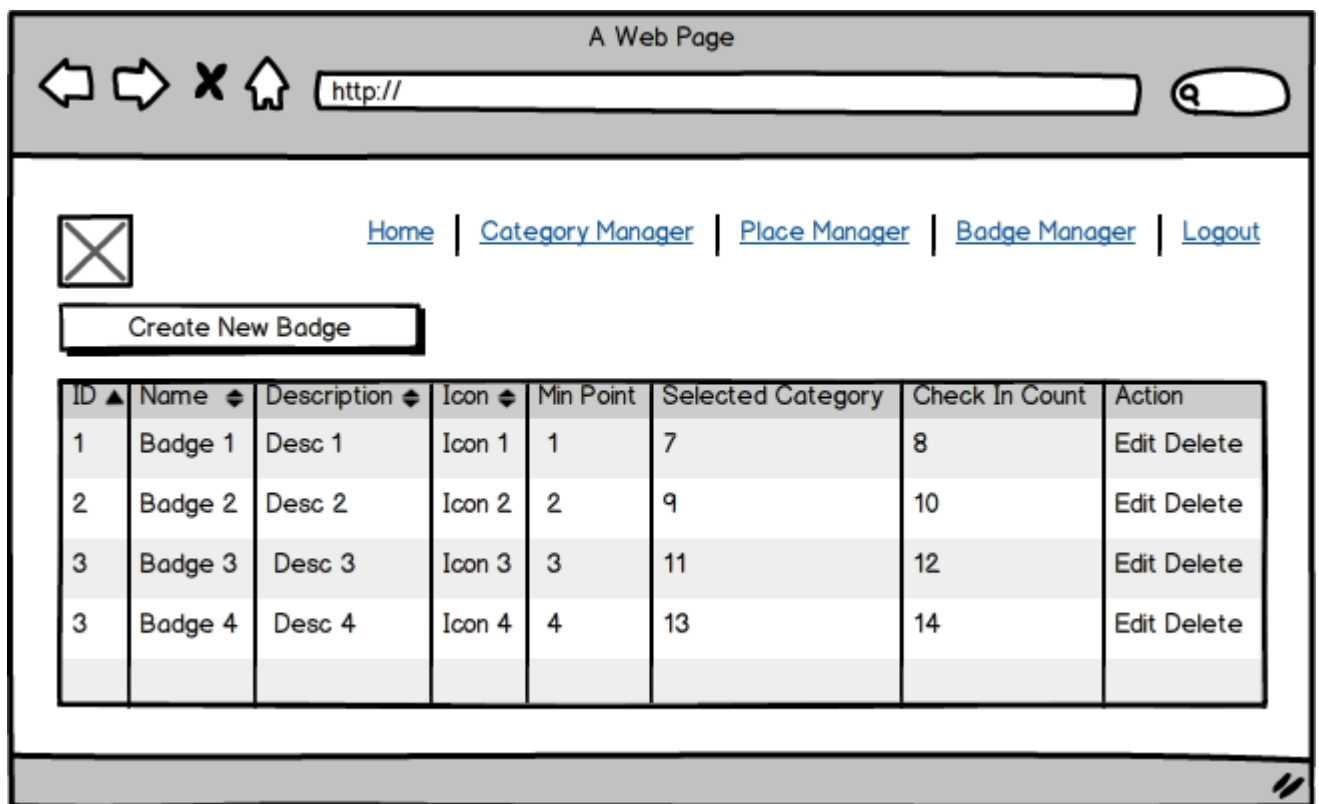 A Web Page
http://
Home | Category Manager | Place Manager | Badge Manager | Logout
Create New Badge
ID Name Description Icon Min Point Selected Category Check In Count Action
1 Badge 1 Desc 1 Icon 1 1 7 8 Edit Delete
2 Badge 2 Desc 2 Icon 2 2 9 10 Edit Delete
3 Badge 3 Desc 3 Icon 3 3 11 12 Edit Delete
3 Badge 4 Desc 4 Icon 4 4 13 14 Edit Delete